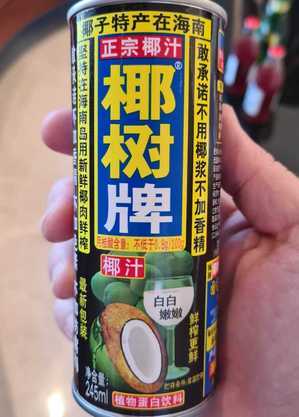 椰子特产在海南
正宗椰汁
椰树牌
®
坚持在海南岛用新鲜椰肉鲜榨
敢承诺不用椰浆不加香精
椰汁
白白
嫩嫩
鲜榨更鲜
最新包装
净含量:
245ml
植物蛋白饮料